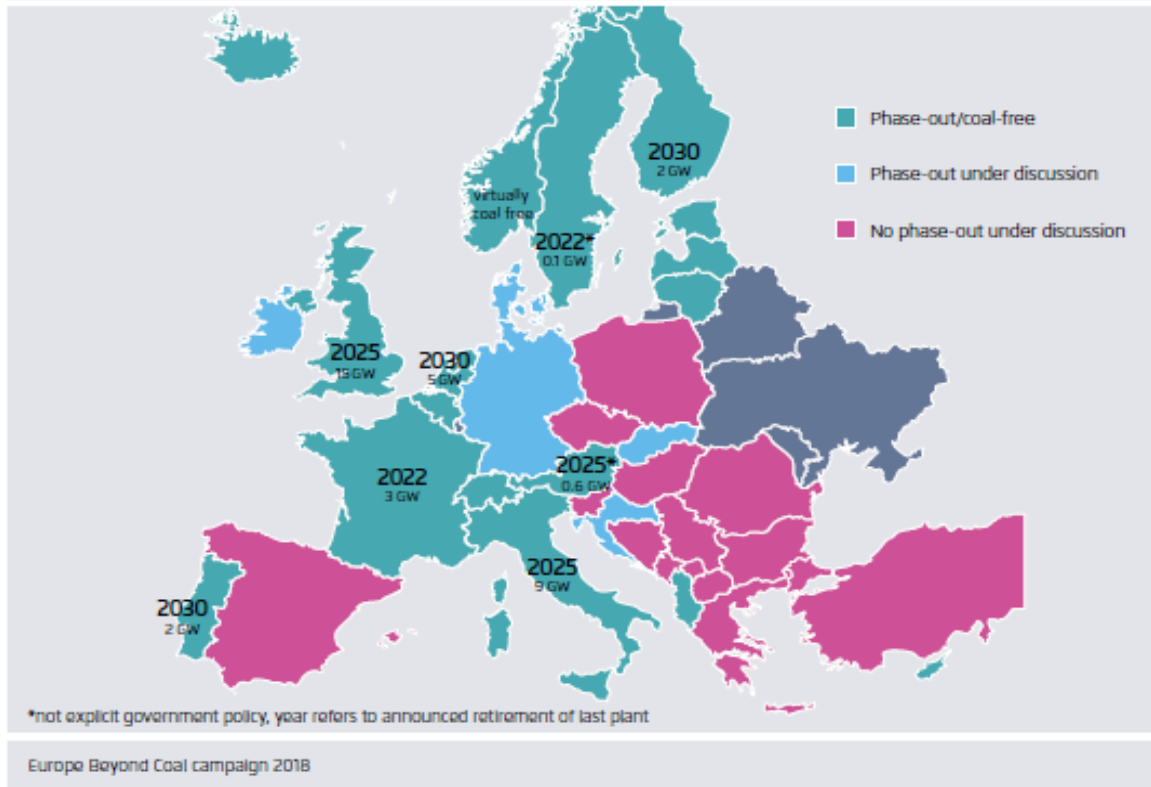 Phase-out/coal-free
Phase-out under discussion
No phase-out under discussion
2030
2 GW
virtually
coal free
2022*
0.1 GW
2025
19 GW
2030
5 GW
2022
3 GW
2025*
0.6 GW
2025
9 GW
2030
2 GW
*not explicit government policy, year refers to announced retirement of last plant
Europe Beyond Coal campaign 2018